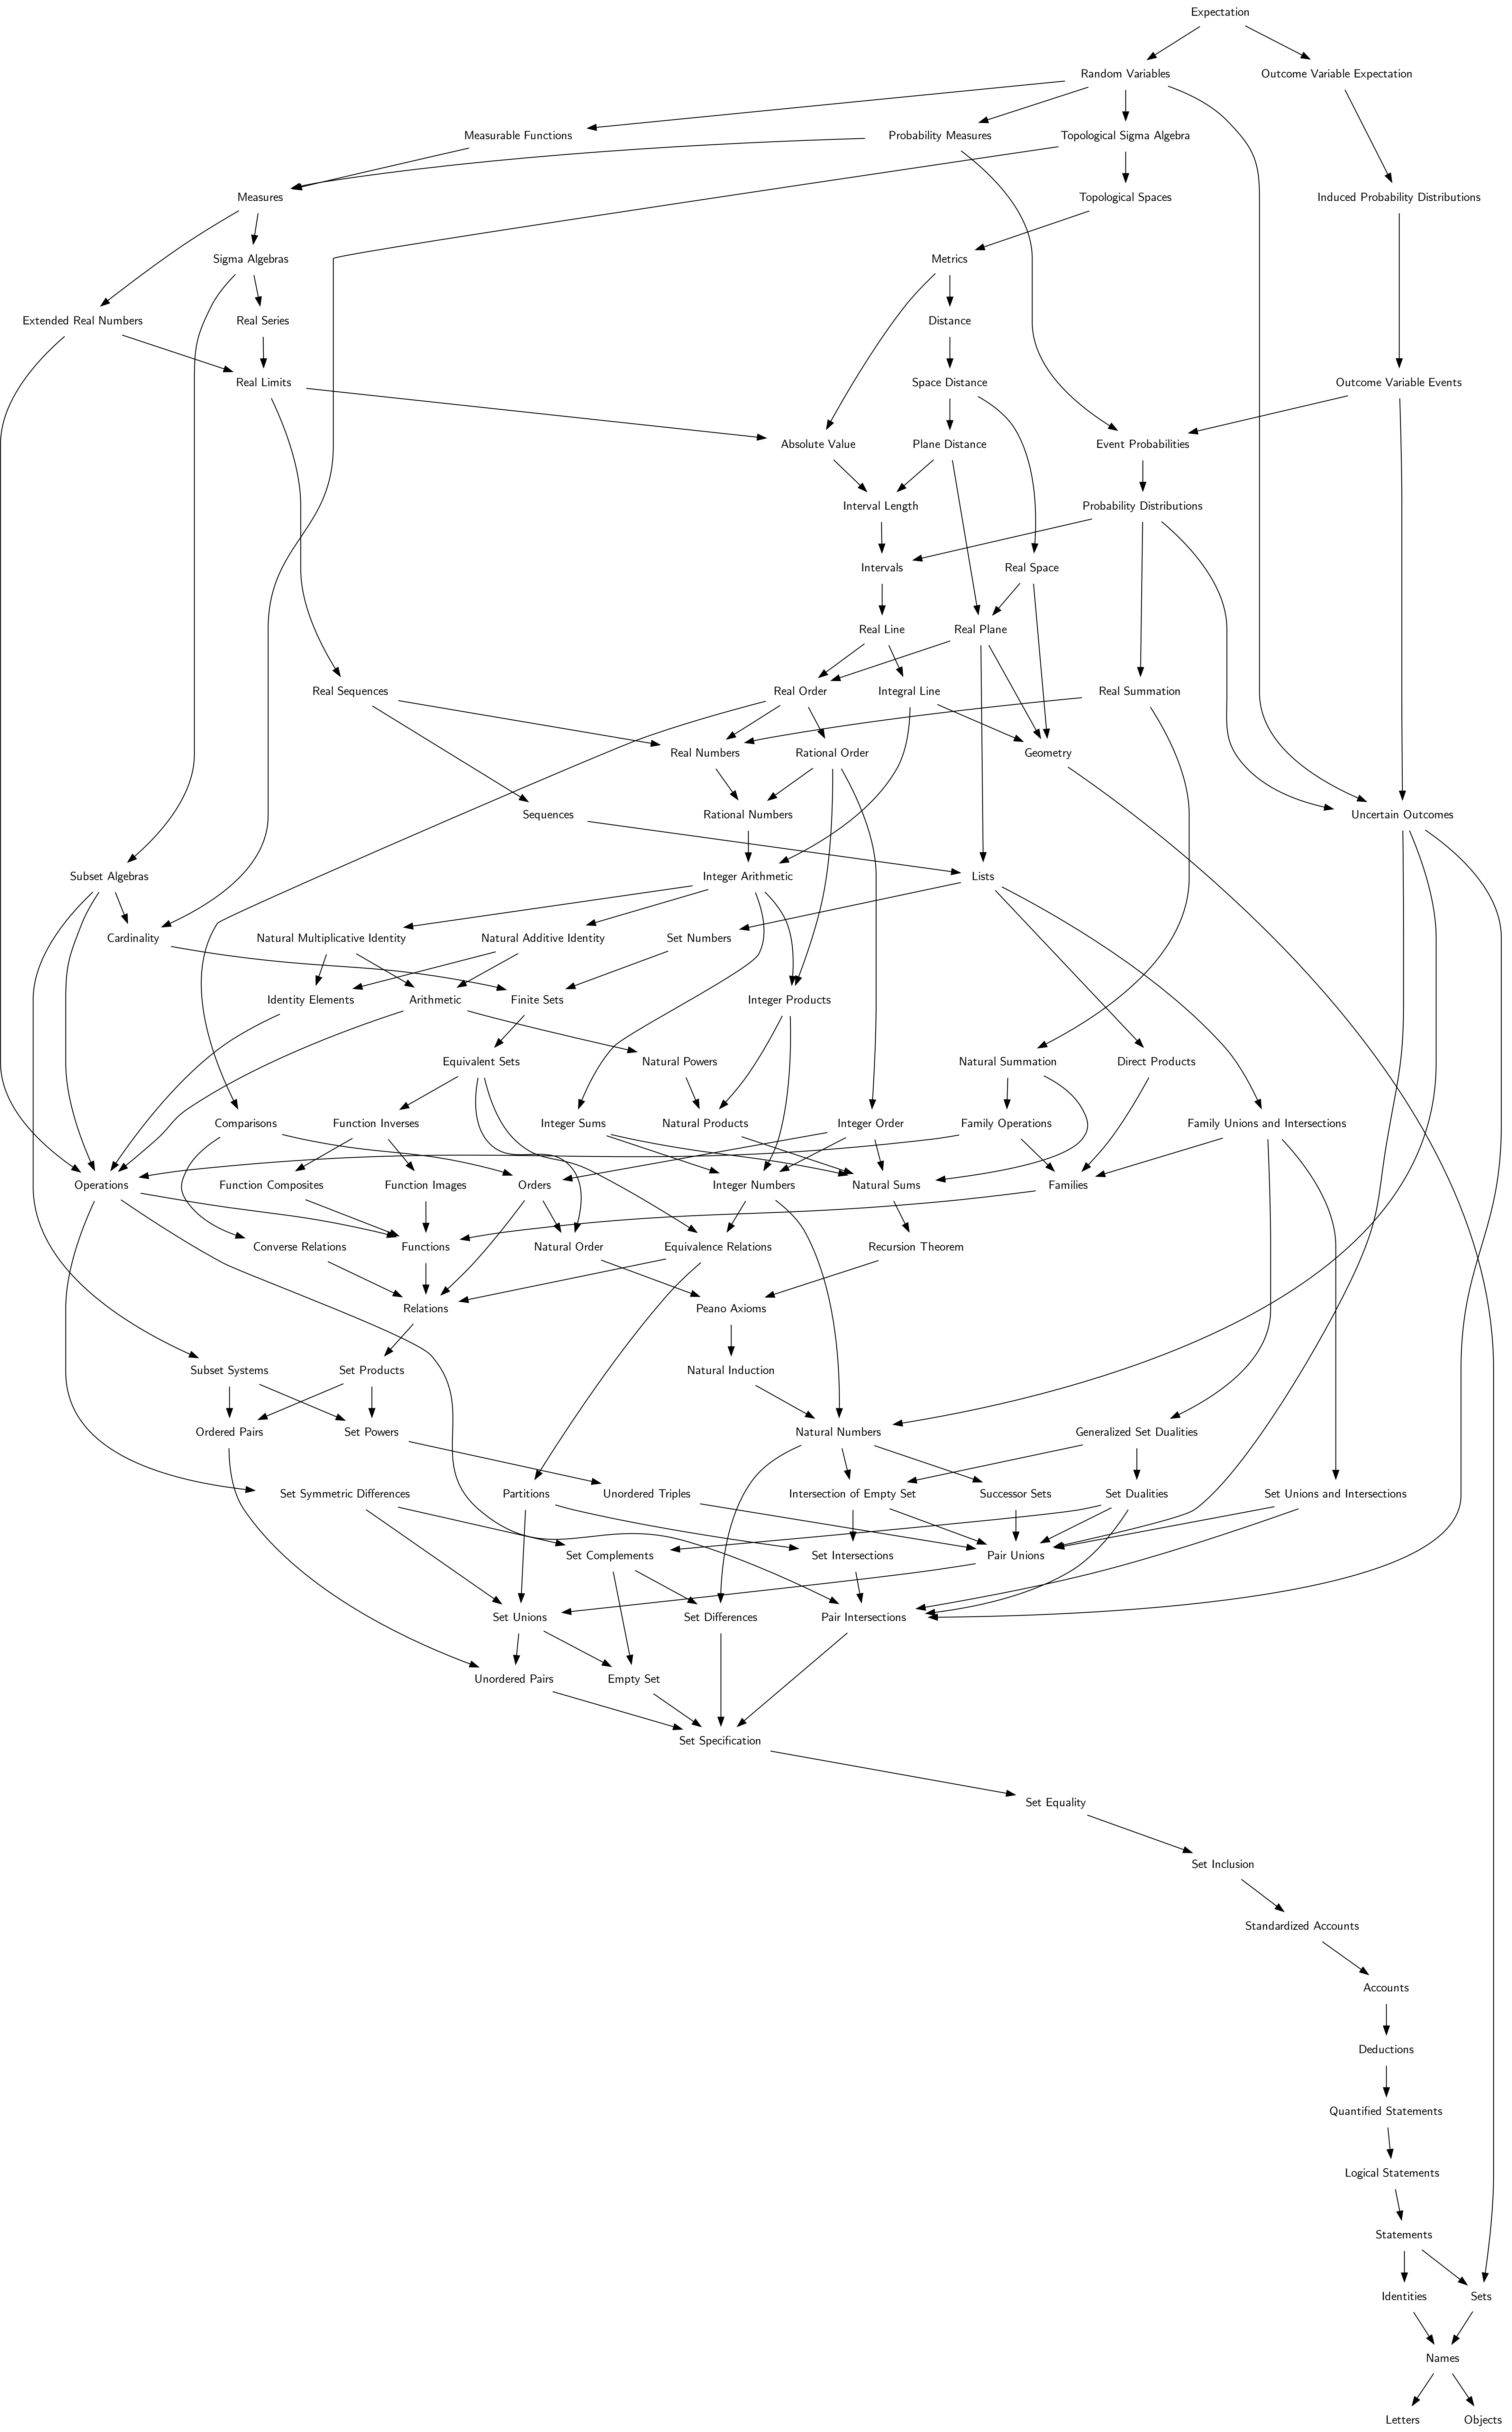 Expectation
Random Variables
Outcome Variable Expectation
Measurable Functions
Probability Measures
Topological Sigma Algebra
Measures
Topological Spaces
Induced Probability Distributions
Sigma Algebras
Metrics
Extended Real Numbers
Real Series
Distance
Real Limits
Space Distance
Outcome Variable Events
Absolute Value
Plane Distance
Event Probabilities
Interval Length
Probability Distributions
Intervals
Real Space
Real Line
Real Plane
Real Sequences
Real Order
Integral Line
Real Summation
Real Numbers
Rational Order
Geometry
Sequences
Rational Numbers
Uncertain Outcomes
Subset Algebras
Integer Arithmetic
Lists
Cardinality
Natural Multiplicative Identity
Natural Additive Identity
Set Numbers
Identity Elements
Arithmetic
Finite Sets
Integer Products
Equivalent Sets
Natural Powers
Natural Summation
Direct Products
Comparisons
Function Inverses
Integer Sums
Natural Products
Integer Order
Family Operations
Family Unions and Intersections
Operations
Function Composites
Function Images
Orders
Integer Numbers
Natural Sums
Families
Converse Relations
Functions
Natural Order
Equivalence Relations
Recursion Theorem
Relations
Peano Axioms
Subset Systems
Set Products
Natural Induction
Ordered Pairs
Set Powers
Natural Numbers
Generalized Set Dualities
Set Symmetric Differences
Partitions
Unordered Triples
Intersection of Empty Set
Successor Sets
Set Dualities
Set Unions and Intersections
Set Complements
Set Intersections
Pair Unions
Set Unions
Set Differences
Pair Intersections
Unordered Pairs
Empty Set
Set Specification
Set Equality
Set Inclusion
Standardized Accounts
Accounts
Deductions
Quantified Statements
Logical Statements
Statements
Identities
Sets
Names
Letters
Objects